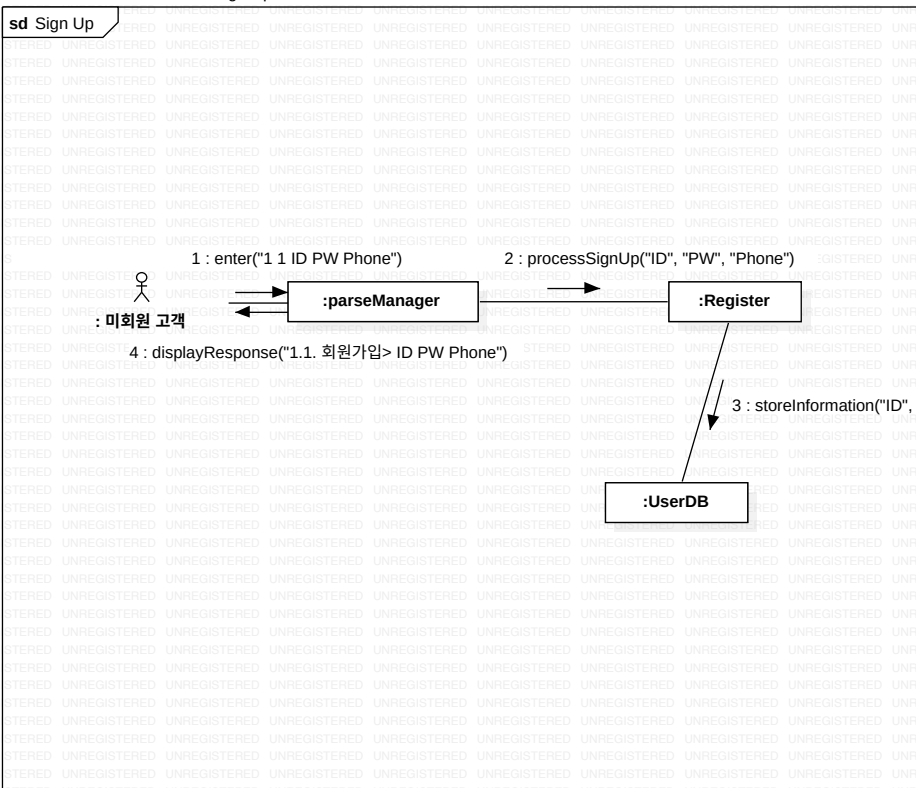 sd Sign Up
1 : enter("1 1 ID PW Phone")
2 : processSignUp("ID", "PW", "Phone")
:parseManager
:Register
: 미회원 고객
4 : displayResponse("1.1. 회원가입> ID PW Phone")
3 : storeInformation("ID",
:UserDB
UNREGISTERED